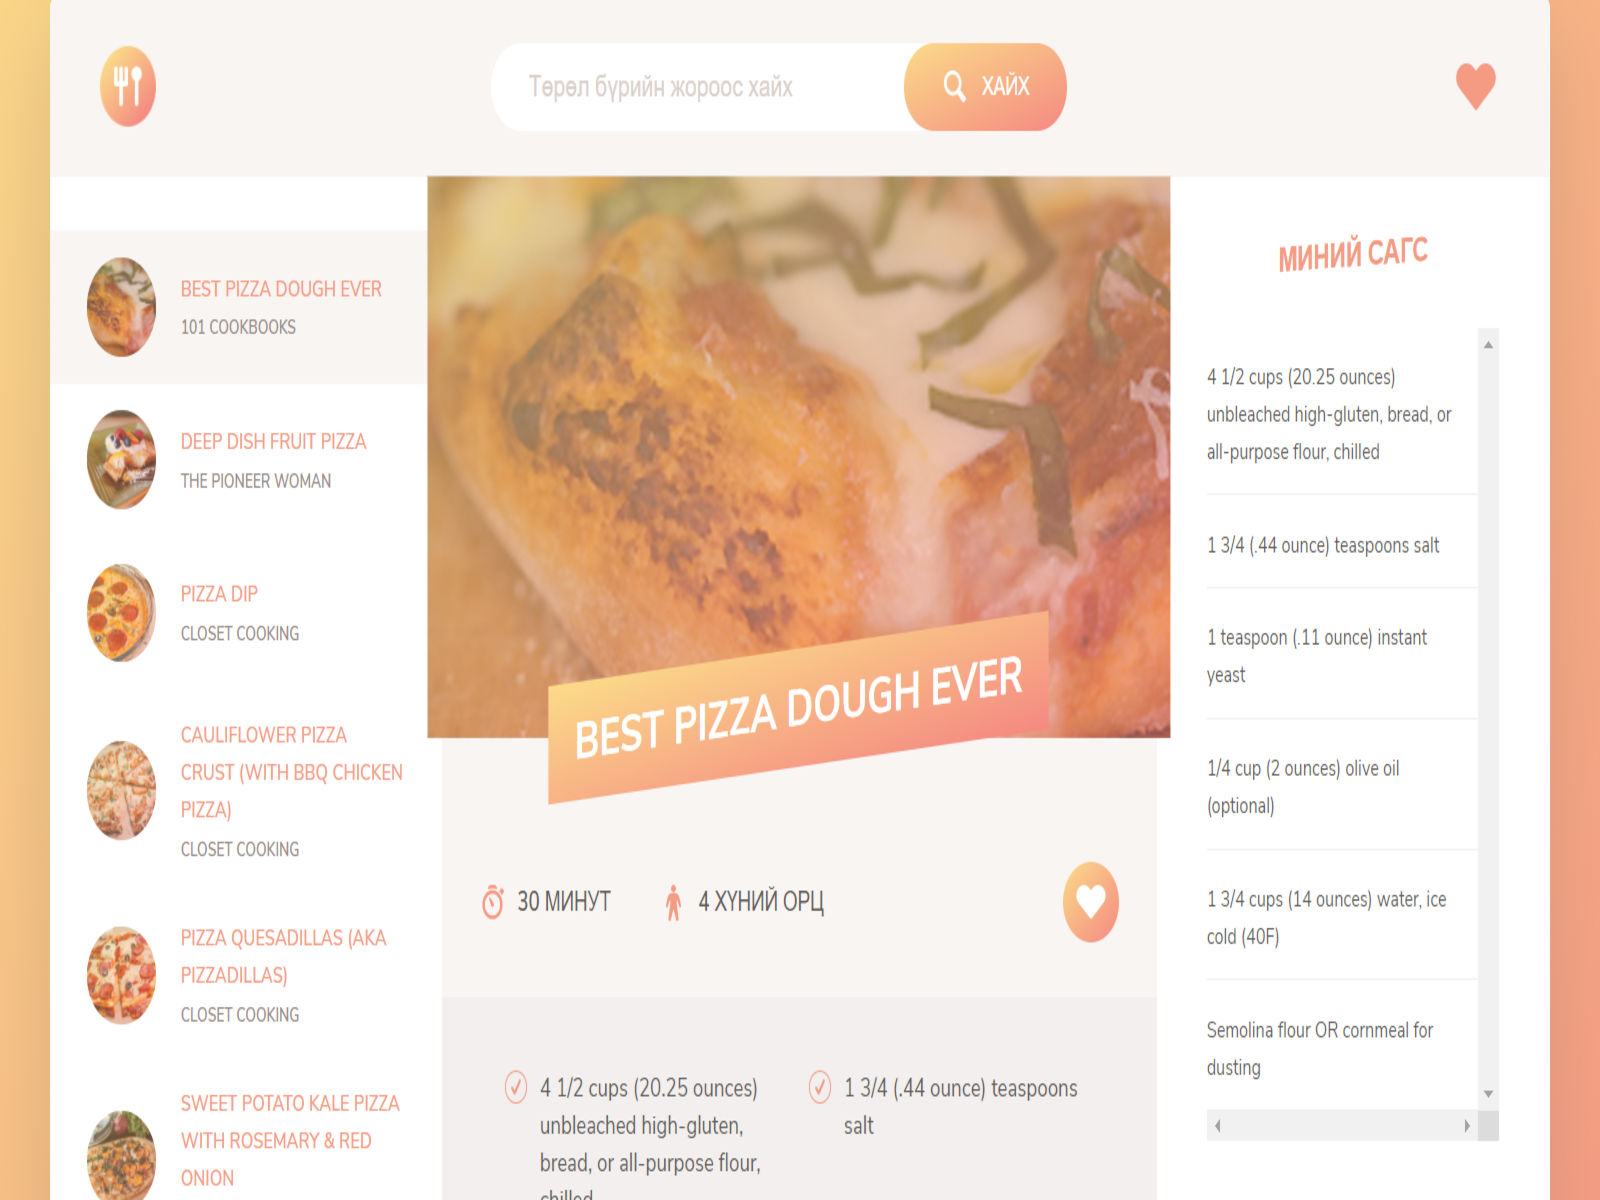 Төрөл бүрийн жороос хайх
ХАЙХ
BEST PIZZA DOUGH EVER
101 COOKBOOKS
DEEP DISH FRUIT PIZZA
THE PIONEER WOMAN
PIZZA DIP
CLOSET COOKING
CAULIFLOWER PIZZA
CRUST (WITH BBQ CHICKEN
PIZZA)
CLOSET COOKING
PIZZA QUESADILLAS (AKA
PIZZADILLAS)
CLOSET COOKING
SWEET POTATO KALE PIZZA
WITH ROSEMARY & RED
ONION
BEST PIZZA DOUGH EVER
30 МИНУТ
4 ХҮНИЙ ОРЦ
4 1/2 cups (20.25 ounces)
unbleached high-gluten,
bread, or all-purpose flour,
chilled
1 3/4 (.44 ounce) teaspoons
salt
МИНИЙ САГС
4 1/2 cups (20.25 ounces)
unbleached high-gluten, bread, or
all-purpose flour, chilled
1 3/4 (.44 ounce) teaspoons salt
1 teaspoon (.11 ounce) instant
yeast
1/4 cup (2 ounces) olive oil
(optional)
1 3/4 cups (14 ounces) water, ice
cold (40F)
Semolina flour OR cornmeal for
dusting